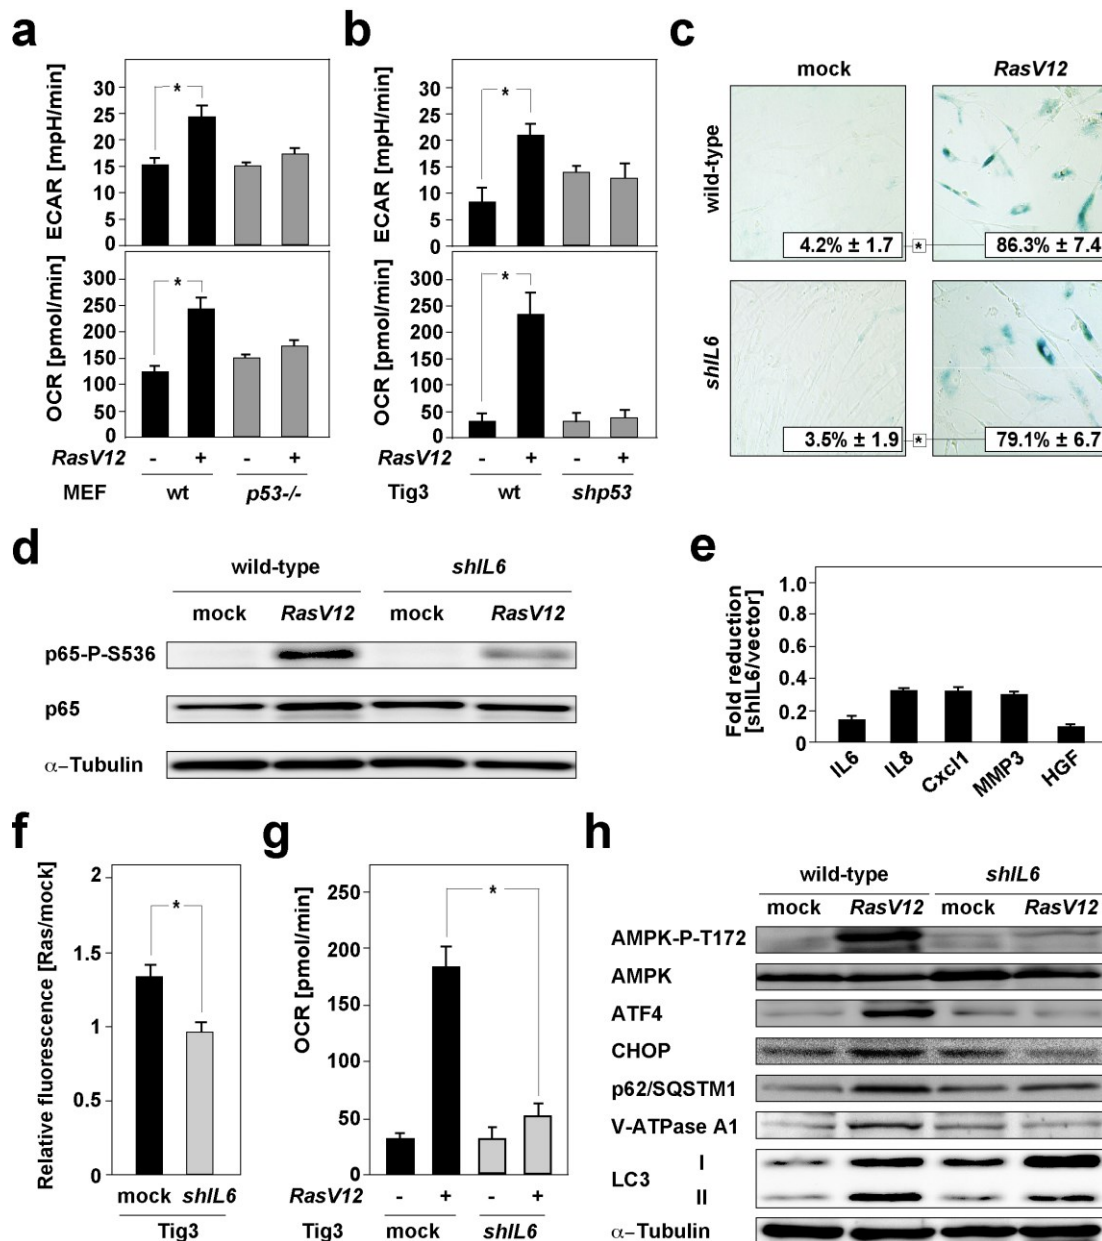 a
ECAR [mpH/min]
30
25
20
15
10
5
0
*
OCR [pmol/min]
300
250
200
150
100
50
0
*
RasV12 - + - +
MEF wt p53-/-
b
ECAR [mpH/min]
30
25
20
15
10
5
0
*
OCR [pmol/min]
300
250
200
150
100
50
0
*
RasV12 - + - +
Tig3 wt shp53
c
mock RasV12
wild-type
4.2% ± 1.7 * 86.3% ± 7.4
shIL6
3.5% ± 1.9 * 79.1% ± 6.7
d
wild-type shIL6
mock RasV12 mock RasV12
p65-P-S536
p65
α–Tubulin
e
Fold reduction
[shIL6/vector]
1.0
0.8
0.6
0.4
0.2
0
IL6 IL8 Cxcl1 MMP3 HGF
f
Relative fluorescence [Ras/mock]
2
1.5
1
0.5
0
*
mock shIL6
Tig3
g
OCR [pmol/min]
250
200
150
100
50
0
*
RasV12 - + - +
Tig3 mock shIL6
h
wild-type shIL6
mock RasV12 mock RasV12
AMPK-P-T172
AMPK
ATF4
CHOP
p62/SQSTM1
V-ATPase A1
LC3 I
II
α–Tubulin